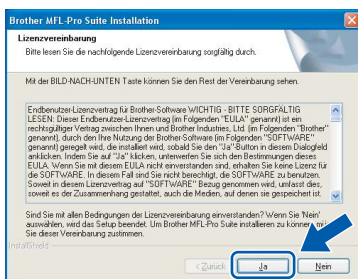 Brother MFL-Pro Suite Installation
Lizenzvereinbarung
Bitte lesen Sie die nachfolgende Lizenzvereinbarung sorgfältig durch.
Mit der BILD-NACH-UNTEN Taste können Sie den Rest der Vereinbarung sehen.
Endbenutzer-Lizenzvertrag für Brother-Software WICHTIG - BITTE SORGFÄLTIG
LESEN: Dieser Endbenutzer-Lizenzvertrag (im Folgenden "EULA" genannt) ist ein
rechtsgültiger Vertrag zwischen Ihnen und Brother Industries, Ltd. (im Folgenden "Brother"
genannt), durch den Ihre Nutzung der Brother-Software (im Folgenden "SOFTWARE"
genannt) geregelt wird, die installiert wird, sobald Sie den "Ja"-Button in diesem Dialogfeld
anklicken. Indem Sie auf "Ja" klicken, unterwerfen Sie sich den Bestimmungen dieses
EULA. Wenn Sie mit diesem EULA nicht einverstanden sind, erhalten Sie keine Lizenz für
die SOFTWARE. In diesem Fall sind Sie nicht berechtigt, die SOFTWARE zu benutzen.
Soweit in diesem Lizenzvertrag auf "SOFTWARE" Bezug genommen wird, umfasst dies,
soweit es der Zusammenhang gestattet, auch die Medien, auf denen sie gespeichert ist.
Sind Sie mit allen Bedingungen der Lizenzvereinbarung einverstanden? Wenn Sie 'Nein'
auswählen, wird das Setup beendet. Um Brother MFL-Pro Suite installieren zu können,
Sie dieser Vereinbarung zustimmen.
InstallShield
< Zurück
Ja
Nein